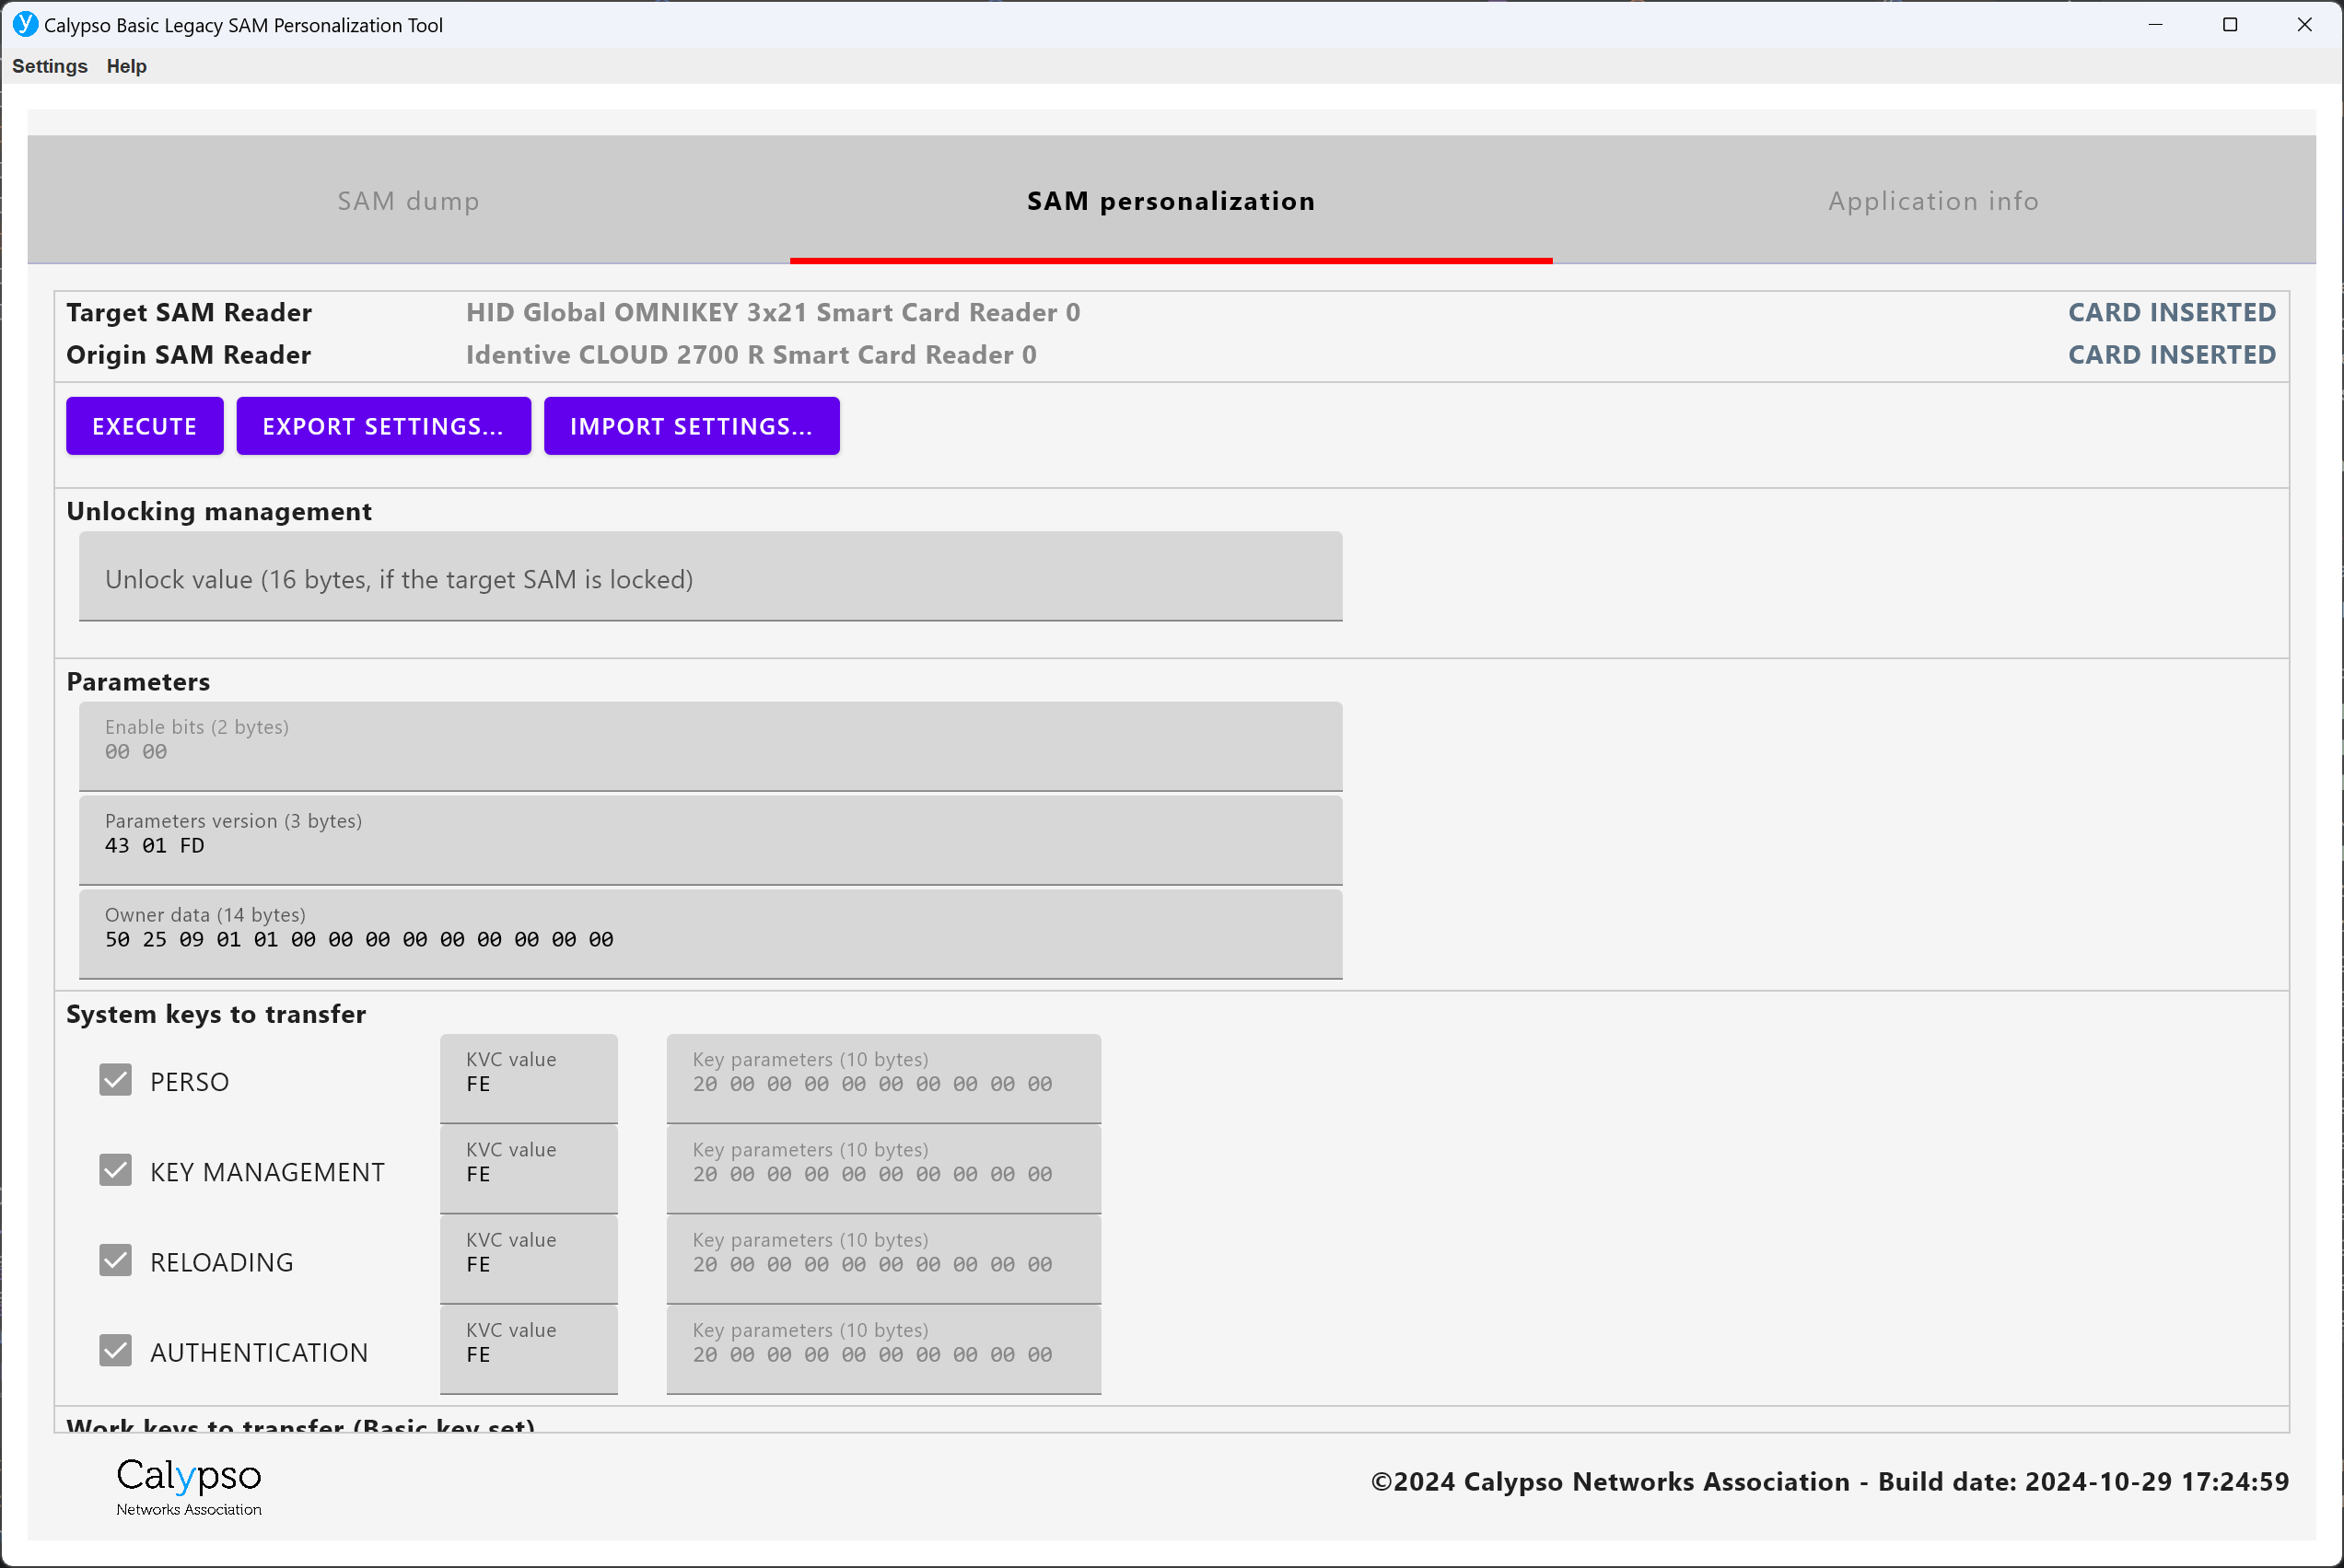 Calypso Basic Legacy SAM Personalization Tool
Settings Help
SAM dump SAM personalization Application info
Target SAM Reader HID Global OMNIKEY 3x21 Smart Card Reader 0 CARD INSERTED
Origin SAM Reader Identive CLOUD 2700 R Smart Card Reader 0 CARD INSERTED
EXECUTE EXPORT SETTINGS... IMPORT SETTINGS...
Unlocking management
Unlock value (16 bytes, if the target SAM is locked)
Parameters
Enable bits (2 bytes)
00 00
Parameters version (3 bytes)
43 01 FD
Owner data (14 bytes)
50 25 09 01 01 00 00 00 00 00 00 00 00 00
System keys to transfer
PERSO
KVC value
FE
Key parameters (10 bytes)
20 00 00 00 00 00 00 00 00 00
KEY MANAGEMENT
KVC value
FE
Key parameters (10 bytes)
20 00 00 00 00 00 00 00 00 00
RELOADING
KVC value
FE
Key parameters (10 bytes)
20 00 00 00 00 00 00 00 00 00
AUTHENTICATION
KVC value
FE
Key parameters (10 bytes)
20 00 00 00 00 00 00 00 00 00
Work keys to transfer (Basic key set)
Calypso
Networks Association
©2024 Calypso Networks Association - Build date: 2024-10-29 17:24:59